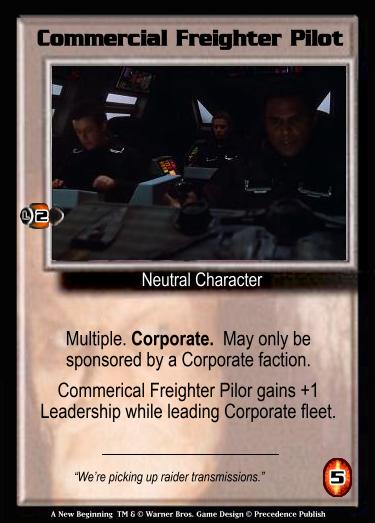 Commercial Freighter Pilot
L 2
Neutral Character
Multiple. Corporate. May only be
sponsored by a Corporate faction.
Commerical Freighter Pilor gains +1
Leadership while leading Corporate fleet.
"We're picking up raider transmissions."
5
A New Beginning TM & © Warner Bros. Game Design © Precedence Publish